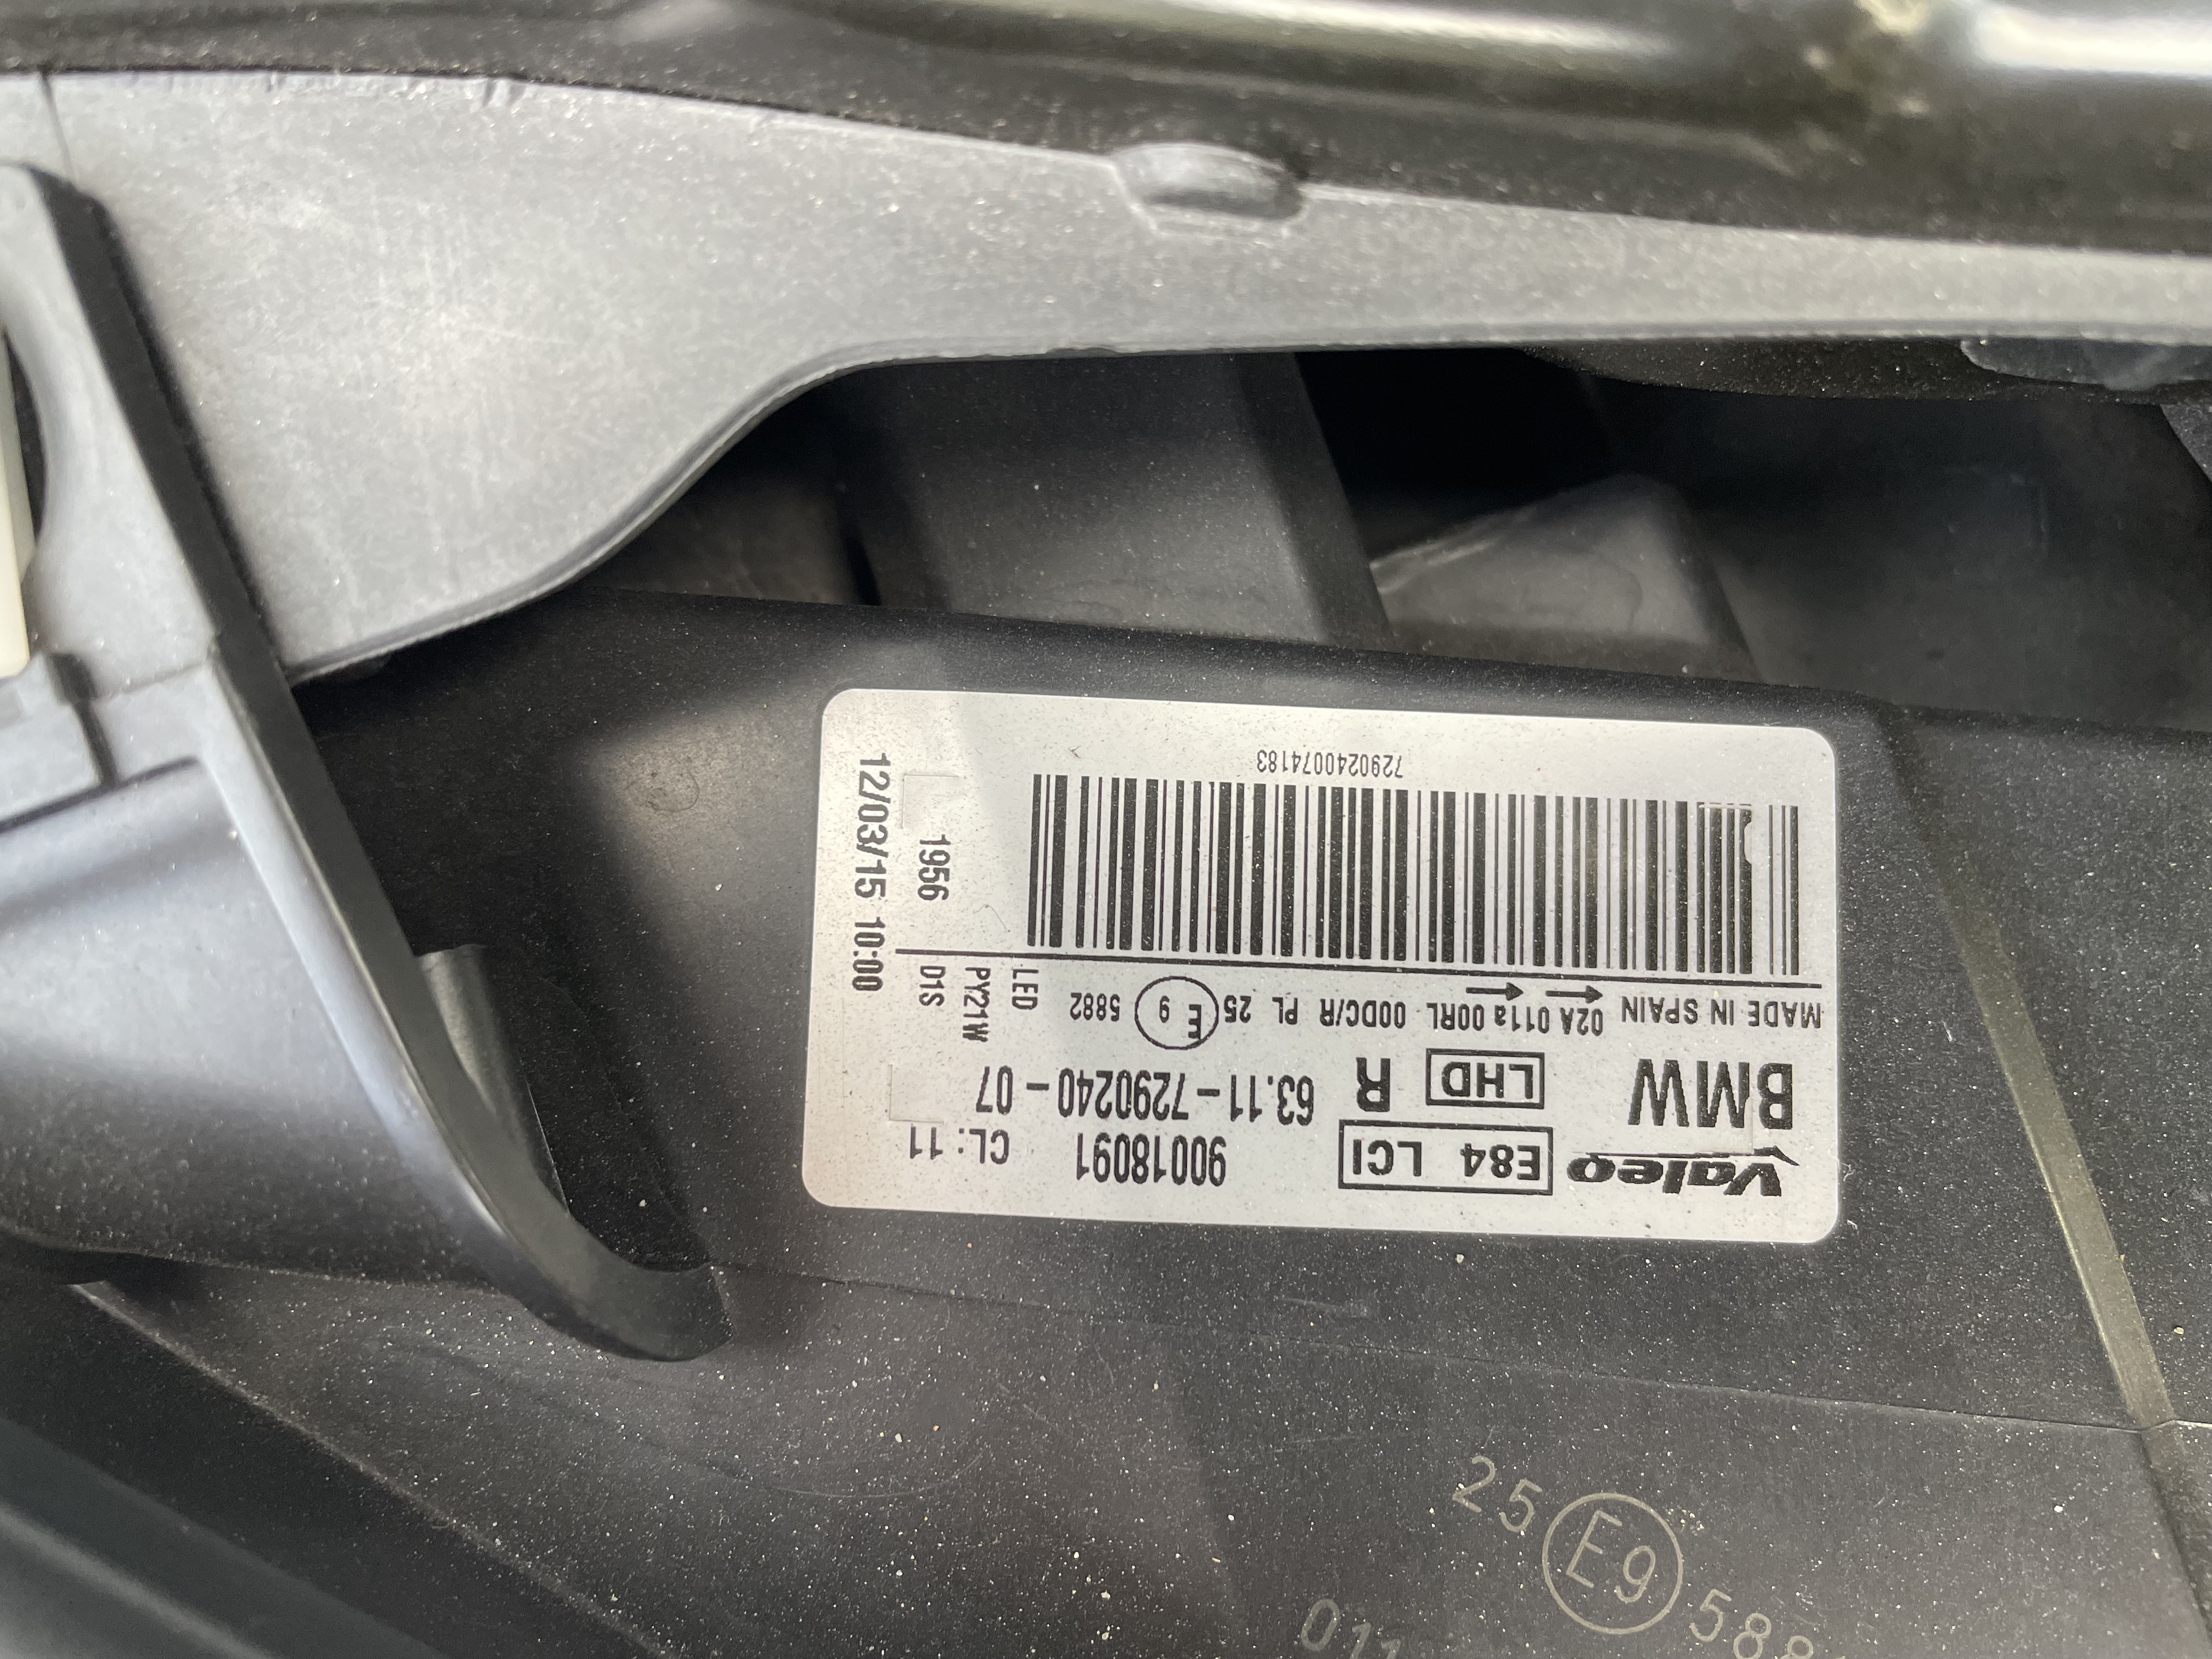 Valeo E84 LCI 90018091 CL: 11
BMW LHD R 63.11-7290240-07
MADE IN SPAIN 02A 011a 00RL 00DC/R PL 25 E 9 5882
LED
PY21W
D1S
7290240074183
1956
12/03/15 10:00
25 E9 588
011